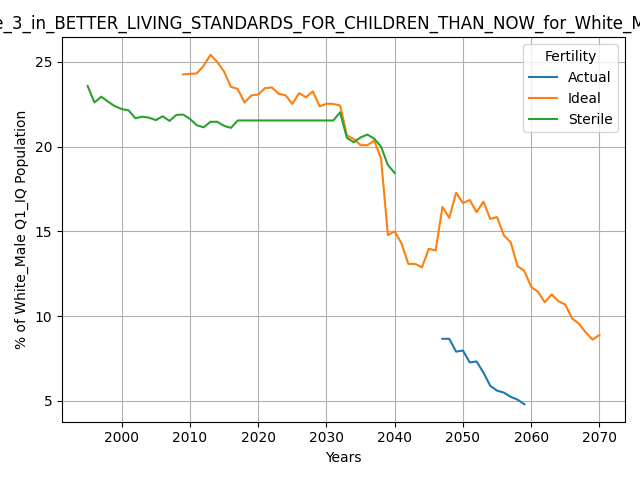 e_3_in_BETTER_LIVING_STANDARDS_FOR_CHILDREN_THAN_NOW_for_White_M
% of White_Male Q1_IQ Population
25
20
15
10
5
Fertility
Actual
Ideal
Sterile
2000
2010
2020
2030
2040
2050
2060
2070
Years